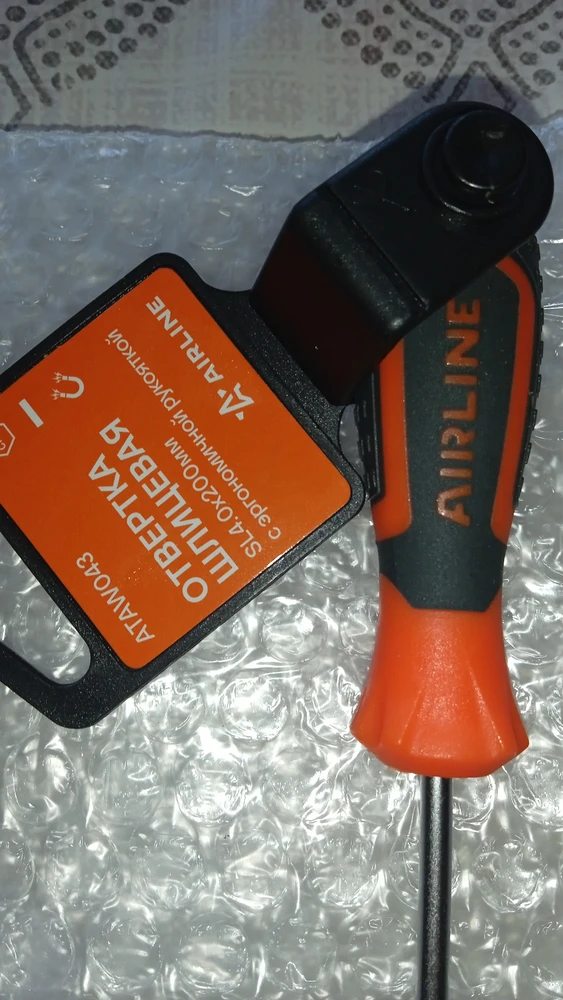 ATAW043
ОТВЕРТКА
ШЛИЦЕВАЯ
SL4.0X200мм
с эргономичной рукояткой
AIRLINE
AIRLINE